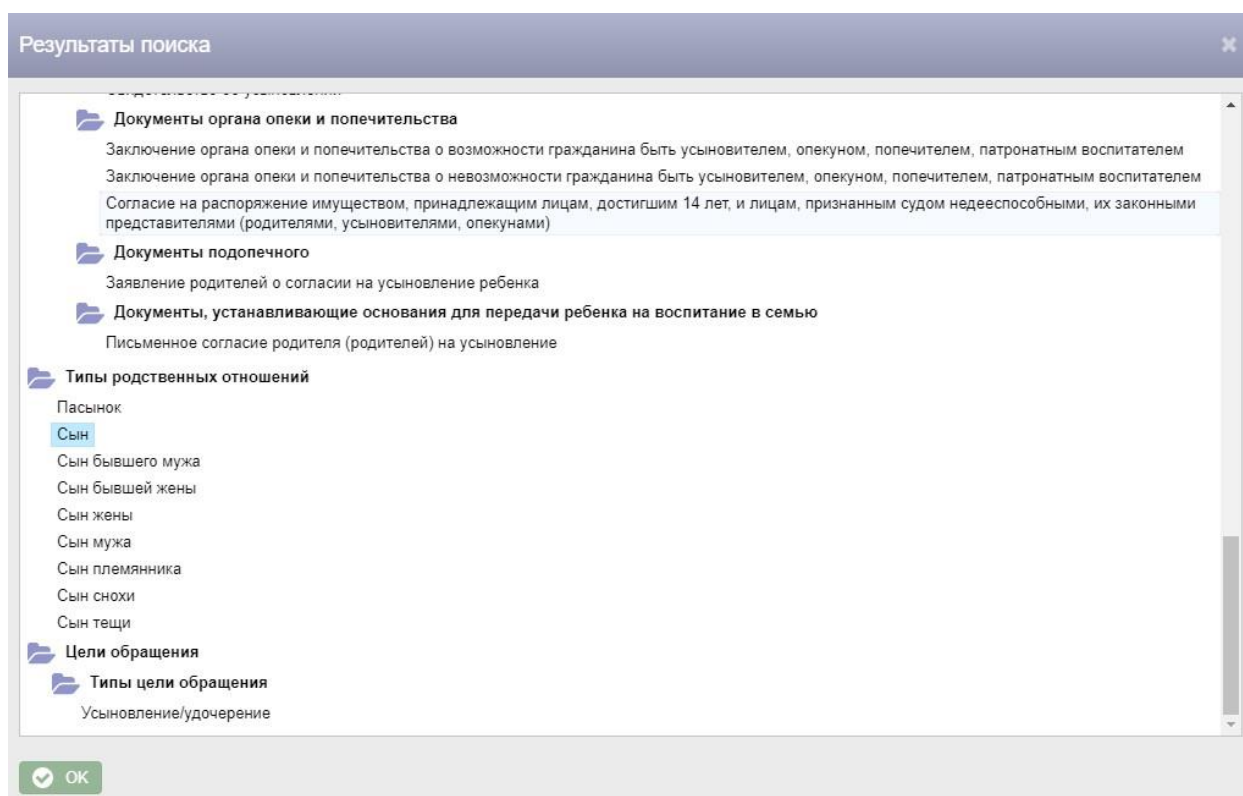 Результаты поиска
Документы органа опеки и попечительства
Заключение органа опеки и попечительства о возможности гражданина быть усыновителем, опекуном, попечителем, патронатным воспитателем
Заключение органа опеки и попечительства о невозможности гражданина быть усыновителем, опекуном, попечителем, патронатным воспитателем
Согласие на распоряжение имуществом, принадлежащим лицам, достигшим 14 лет, и лицам, признанным судом недееспособными, их законными
представителями (родителями, усыновителями, опекунами)
Документы подопечного
Заявление родителей о согласии на усыновление ребенка
Документы, устанавливающие основания для передачи ребенка на воспитание в семью
Письменное согласие родителя (родителей) на усыновление
Типы родственных отношений
Пасынок
Сын
Сын бывшего мужа
Сын бывшей жены
Сын жены
Сын мужа
Сын племянника
Сын снохи
Сын тещи
Цели обращения
Типы цели обращения
Усыновление/удочерение
OK